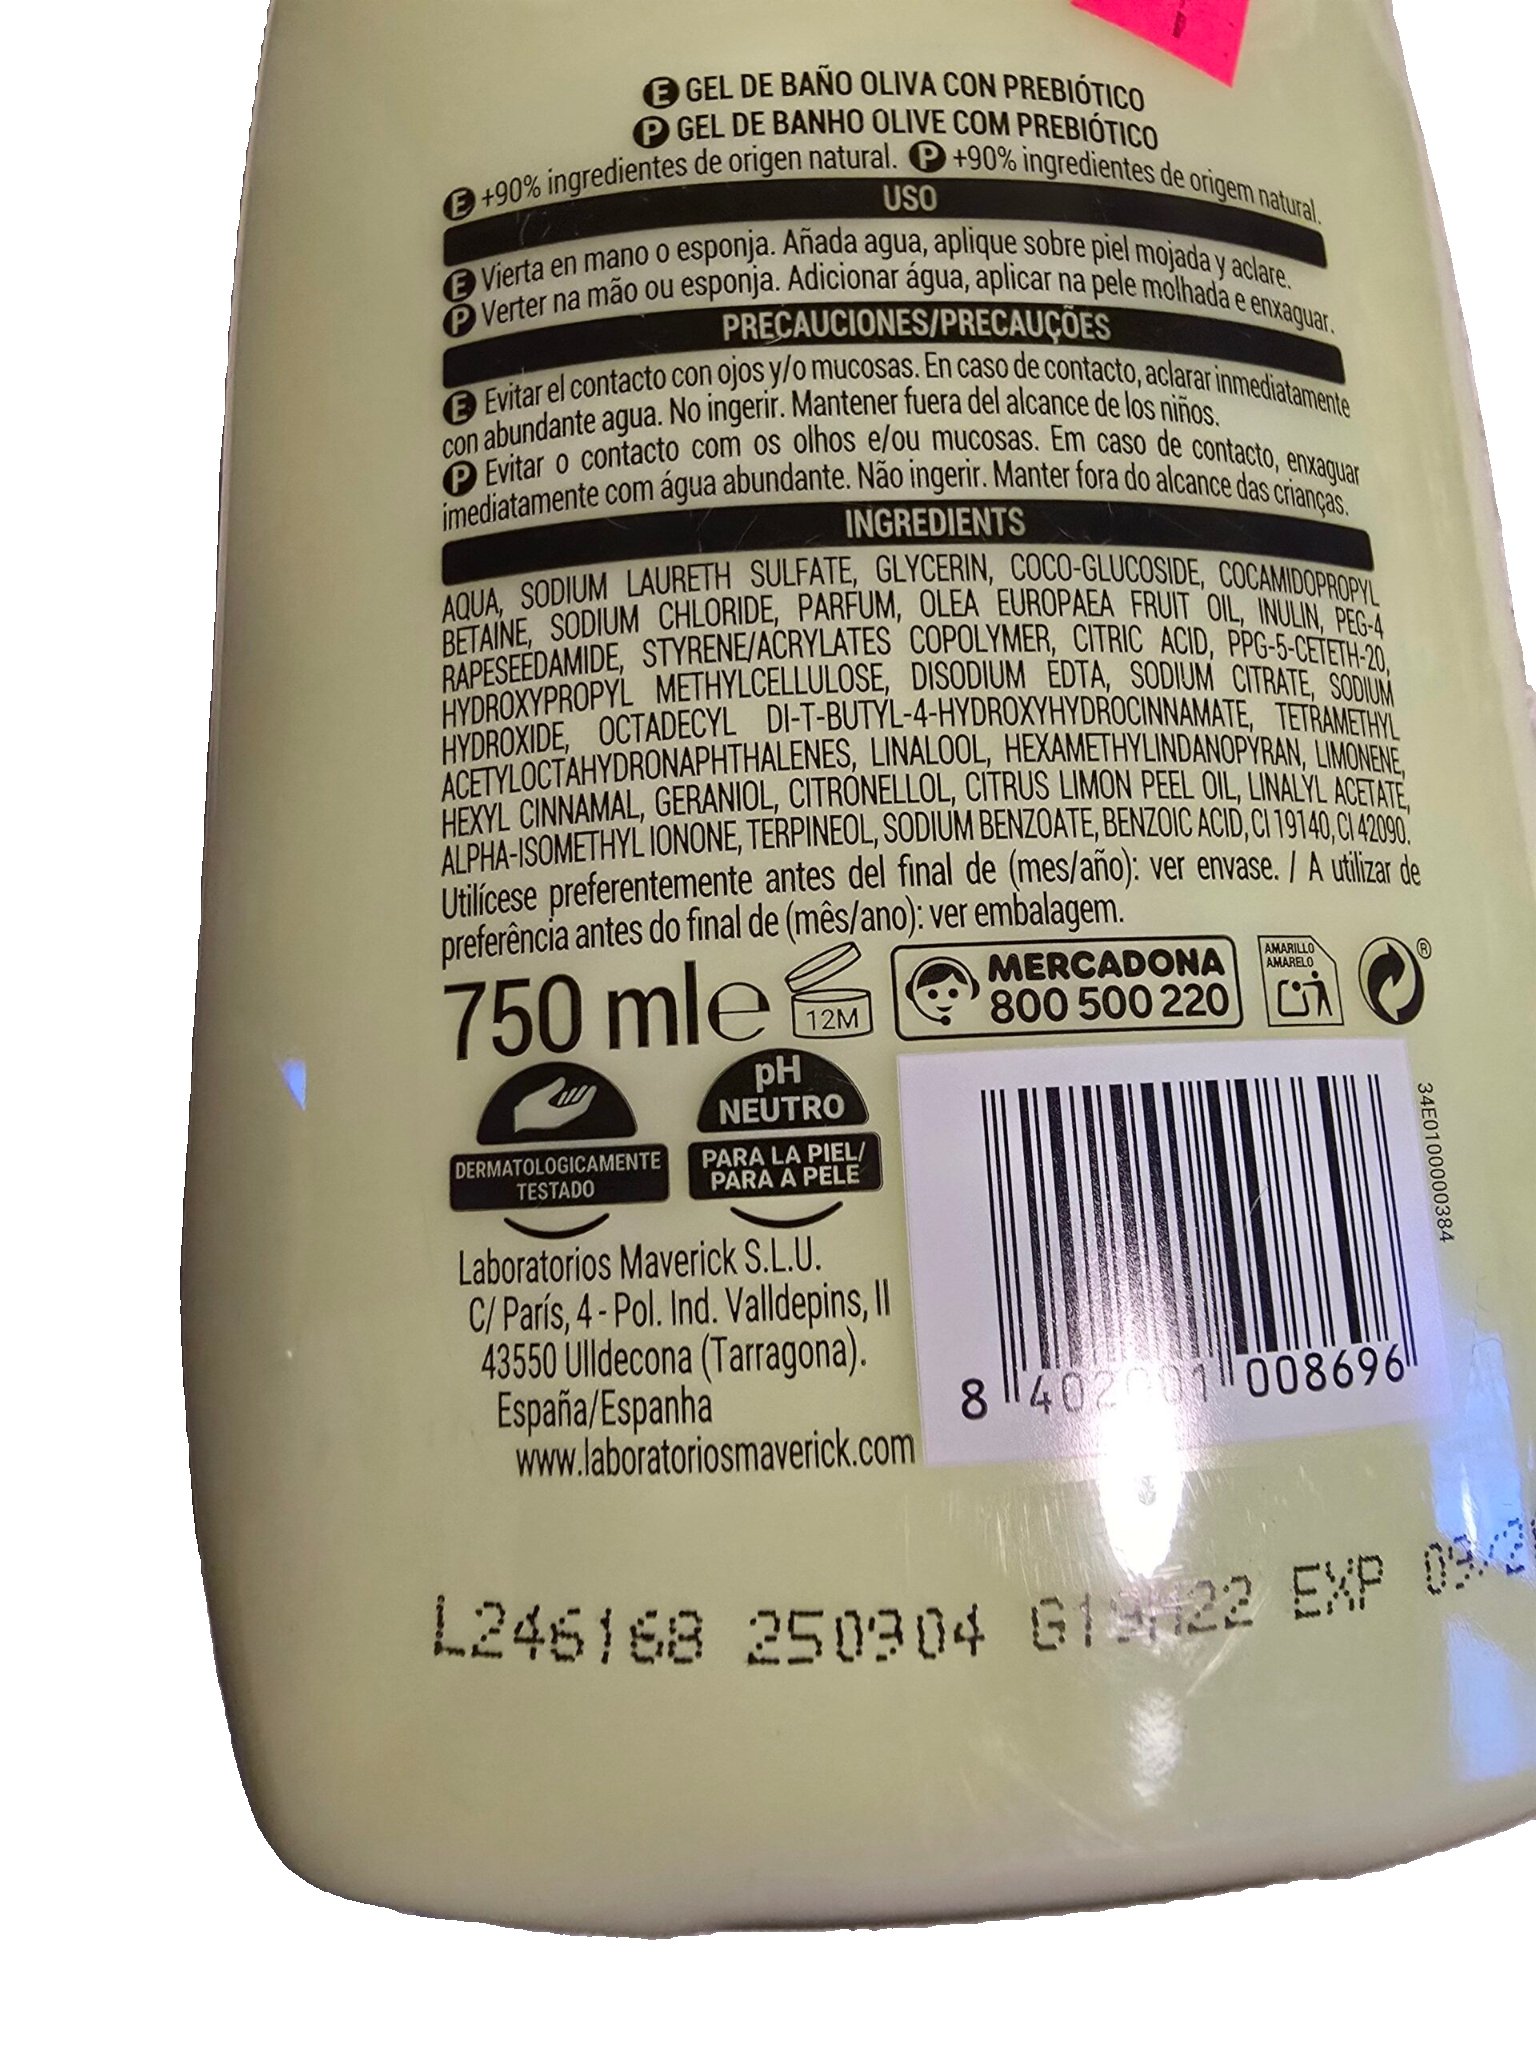 E GEL DE BAÑO OLIVA CON PREBIÓTICO
P GEL DE BANHO OLIVE COM PREBIÓTICO
E +90% ingredientes de origen natural. P +90% ingredientes de origem natural.
USO
E Vierta en mano o esponja. Añada agua, aplique sobre piel mojada y aclare.
P Verter na mão ou esponja. Adicionar água, aplicar na pele molhada e enxaguar.
PRECAUCIONES/PRECAUÇÕES
E Evitar el contacto con ojos y/o mucosas. En caso de contacto, aclarar inmediatamente
con abundante agua. No ingerir. Mantener fuera del alcance de los niños.
P Evitar o contacto com os olhos e/ou mucosas. Em caso de contacto, enxaguar
imediatamente com água abundante. Não ingerir. Manter fora do alcance das crianças.
INGREDIENTS
AQUA, SODIUM LAURETH SULFATE, GLYCERIN, COCO-GLUCOSIDE, COCAMIDOPROPYL
BETAINE, SODIUM CHLORIDE, PARFUM, OLEA EUROPAEA FRUIT OIL, INULIN, PEG-4
RAPESEEDAMIDE, STYRENE/ACRYLATES COPOLYMER, CITRIC ACID, PPG-5-CETETH-20,
HYDROXYPROPYL METHYLCELLULOSE, DISODIUM EDTA, SODIUM CITRATE, SODIUM
HYDROXIDE, OCTADECYL DI-T-BUTYL-4-HYDROXYHYDROCINNAMATE, TETRAMETHYL
ACETYLOCTAHYDRONAPHTHALENES, LINALOOL, HEXAMETHYLINDANOPYRAN, LIMONENE,
HEXYL CINNAMAL, GERANIOL, CITRONELLOL, CITRUS LIMON PEEL OIL, LINALYL ACETATE,
ALPHA-ISOMETHYL IONONE, TERPINEOL, SODIUM BENZOATE, BENZOIC ACID, CI 19140, CI 42090.
Utilícese preferentemente antes del final de (mes/año): ver envase. / A utilizar de
preferência antes do final de (mês/ano): ver embalagem.
750 ml e 12M
MERCADONA
800 500 220
AMARILLO
AMARELO
®
DERMATOLOGICAMENTE
TESTADO
pH
NEUTRO
PARA LA PIEL/
PARA A PELE
34E0100000384
Laboratorios Maverick S.L.U.
C/ París, 4 - Pol. Ind. Valldepins, II
43550 Ulldecona (Tarragona).
España/Espanha
www.laboratoriosmaverick.com
8 008696
L246168 250904 EXP